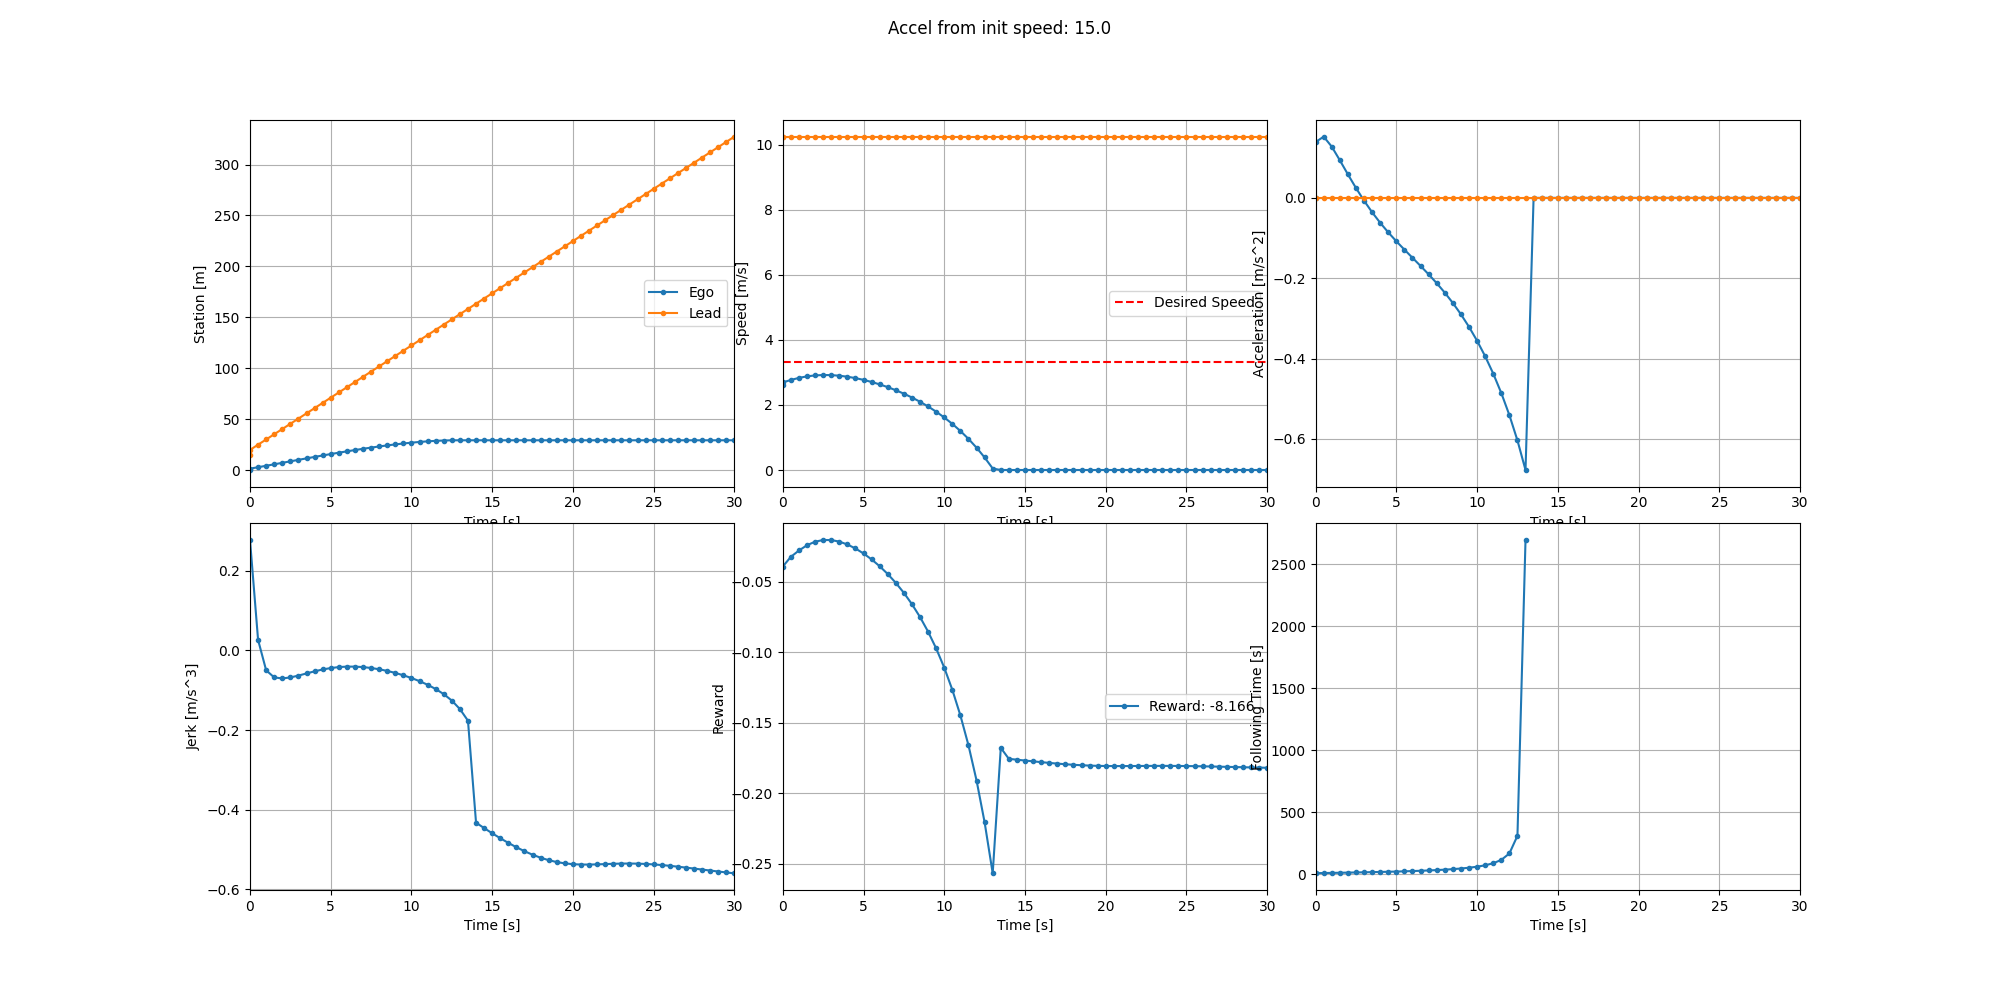 Accel from init speed: 15.0
Station [m]
300
250
200
150
100
50
0
0 5 10 15 20 25 30
Time [s]
Ego
Lead
Speed [m/s]
10
8
6
4
2
0
0 5 10 15 20 25 30
Time [s]
Desired Speed
Acceleration [m/s^2]
0.0
−0.2
−0.4
−0.6
0 5 10 15 20 25 30
Time [s]
Jerk [m/s^3]
0.2
0.0
−0.2
−0.4
−0.6
0 5 10 15 20 25 30
Time [s]
Reward
−0.05
−0.10
−0.15
−0.20
−0.25
0 5 10 15 20 25 30
Time [s]
Reward: -8.166
Following Time [s]
2500
2000
1500
1000
500
0
0 5 10 15 20 25 30
Time [s]